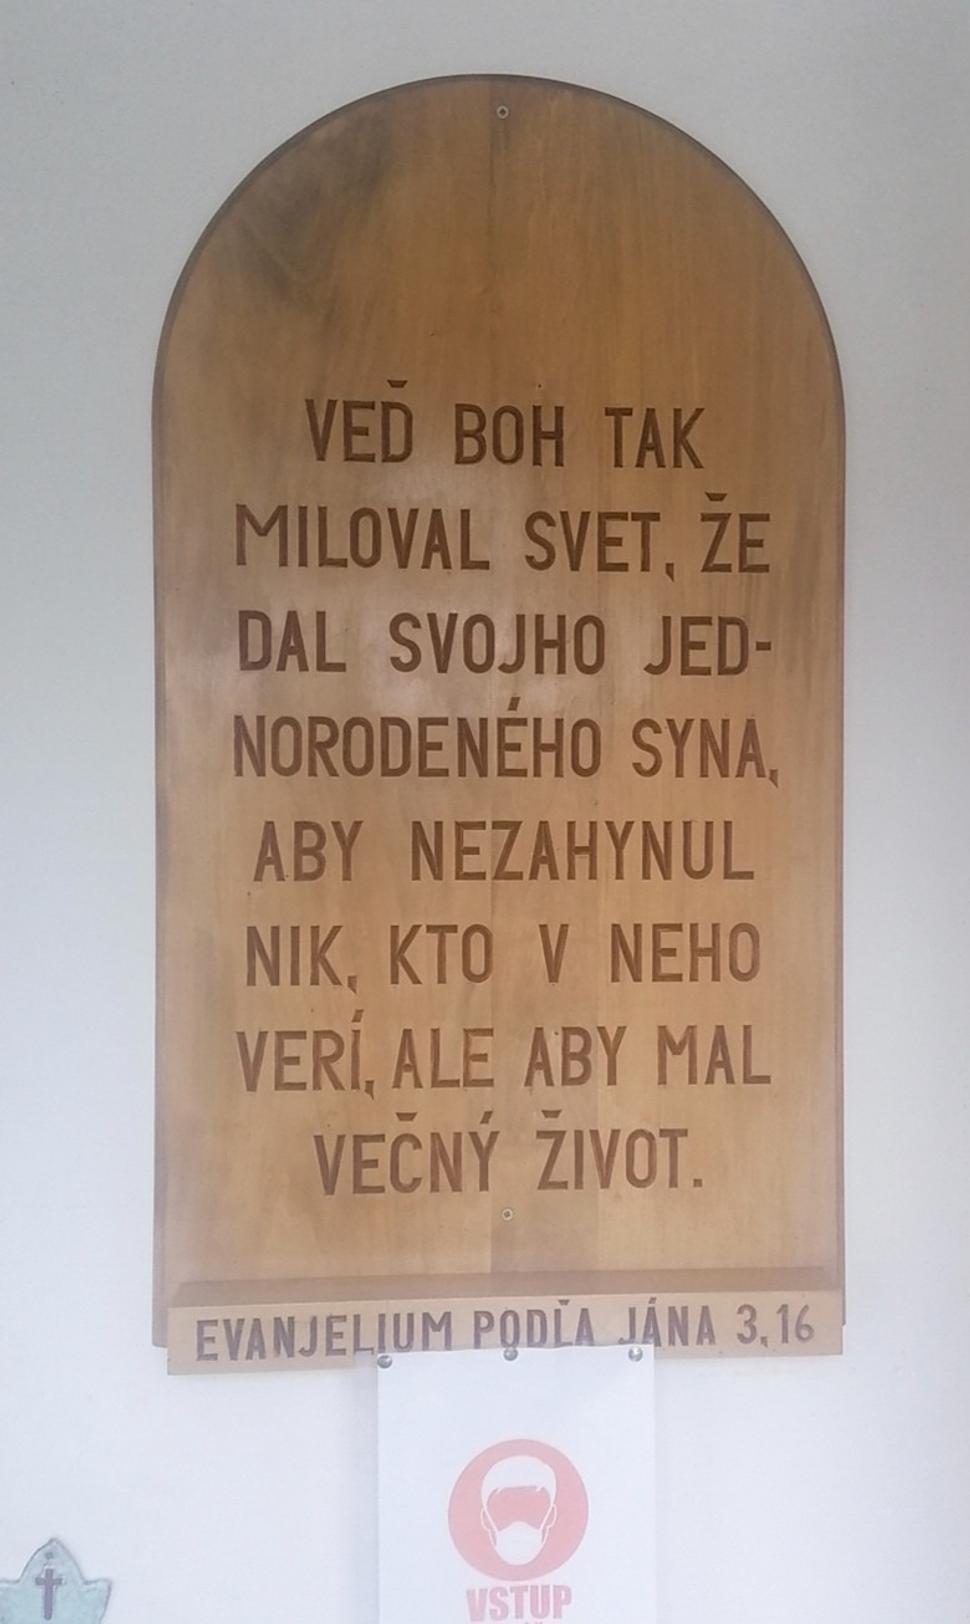 VEĎ BOH TAK
MILOVAL SVET, ŽE
DAL SVOJHO JED-
NORODENÉHO SYNA,
ABY NEZAHYNUL
NIK, KTO V NEHO
VERÍ, ALE ABY MAL
VEČNÝ ŽIVOT.
EVANJELIUM PODĽA JÁNA 3,16
VSTUP